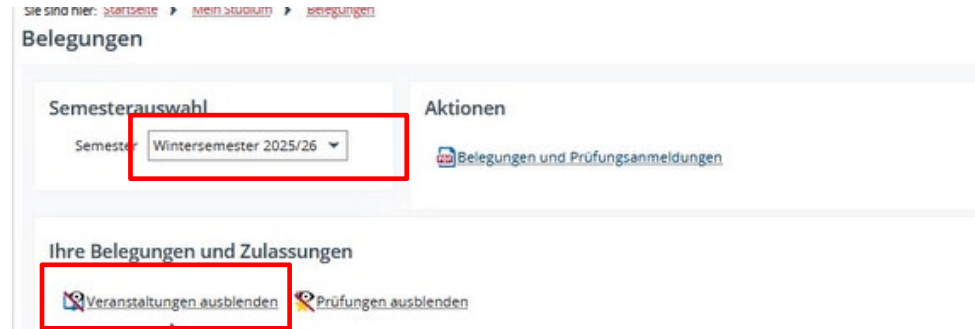 Sie sind hier: Startseite Mein Studium Belegungen
Belegungen
Semesterauswahl
Semester Wintersemester 2025/26
Aktionen
Belegungen und Prüfungsanmeldungen
Ihre Belegungen und Zulassungen
Veranstaltungen ausblenden Prüfungen ausblenden